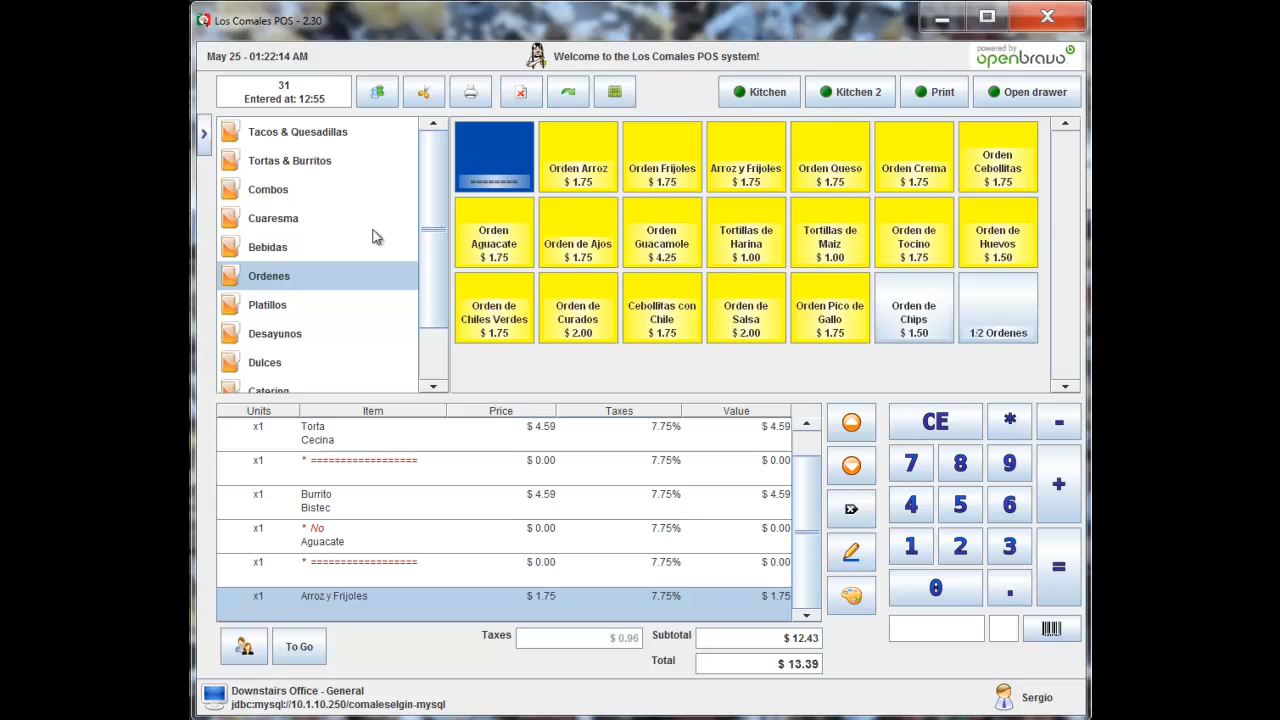 Los Comales POS - 2.30
May 25 - 01:22:14 AM
Welcome to the Los Comales POS system!
powered by
openbravo
31
Entered at: 12:55
Kitchen
Kitchen 2
Print
Open drawer
Tacos & Quesadillas
Tortas & Burritos
Combos
Cuaresma
Bebidas
Ordenes
Platillos
Desayunos
Dulces
Catering
========
Orden Arroz
$ 1.75
Orden Frijoles
$ 1.75
Arroz y Frijoles
$ 1.75
Orden Queso
$ 1.75
Orden Crema
$ 1.75
Orden
Cebollitas
$ 1.75
Orden
Aguacate
$ 1.75
Orden de Ajos
$ 1.75
Orden
Guacamole
$ 4.25
Tortillas de
Harina
$ 1.00
Tortillas de
Maiz
$ 1.00
Orden de
Tocino
$ 1.75
Orden de
Huevos
$ 1.50
Orden de
Chiles Verdes
$ 1.75
Orden de
Curados
$ 2.00
Cebollitas con
Chile
$ 1.75
Orden de
Salsa
$ 2.00
Orden Pico de
Gallo
$ 1.75
Orden de
Chips
$ 1.50
1/2 Ordenes
Units Item Price Taxes Value
x1 Torta $ 4.59 7.75% $ 4.59
Cecina
x1 * ================== $ 0.00 7.75% $ 0.00
x1 Burrito $ 4.59 7.75% $ 4.59
Bistec
x1 * No $ 0.00 7.75% $ 0.00
Aguacate
x1 * ================== $ 0.00 7.75% $ 0.00
x1 Arroz y Frijoles $ 1.75 7.75% $ 1.75
CE * -
7 8 9 +
4 5 6
1 2 3 =
0 .
To Go
Taxes $ 0.96 Subtotal $ 12.43
Total $ 13.39
Downstairs Office - General
jdbc:mysql://10.1.10.250/comaleselgin-mysql
Sergio